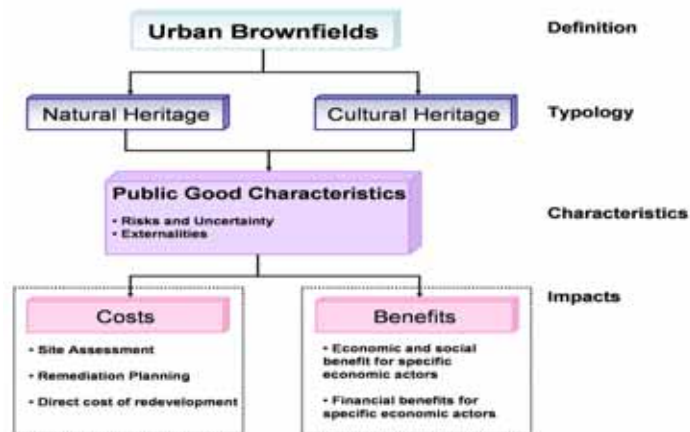 Urban Brownfields
Definition
Natural Heritage
Cultural Heritage
Typology
Public Good Characteristics
• Risks and Uncertainty
• Externalities
Characteristics
Impacts
Costs
• Site Assessment
• Remediation Planning
• Direct cost of redevelopment
Benefits
• Economic and social
benefit for specific
economic actors
• Financial benefits for
specific economic actors